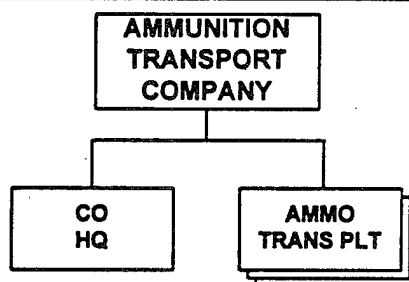 AMMUNITION
TRANSPORT
COMPANY
CO
HQ
AMMO
TRANS PLT